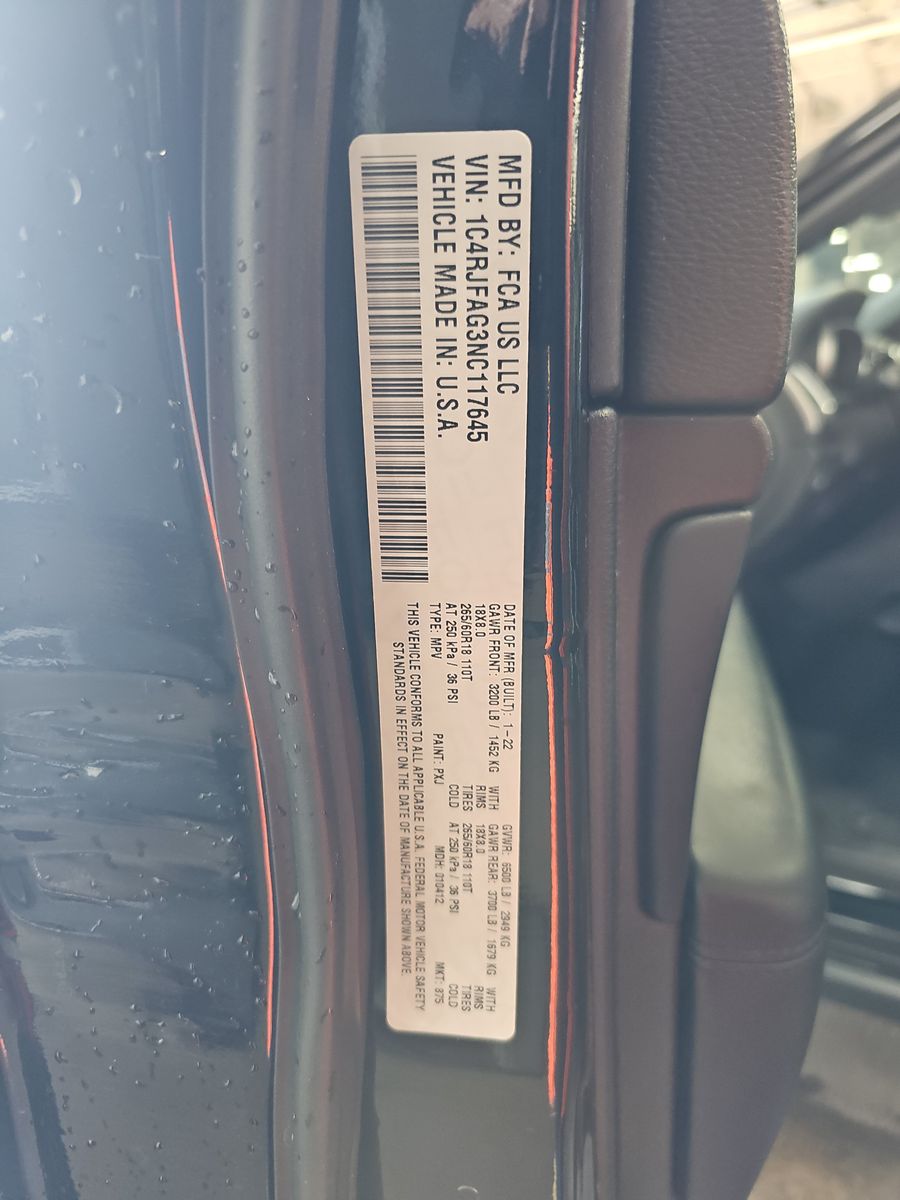 MFD BY: FCA US LLC
VIN: 1C4RJFAG3NC117645
VEHICLE MADE IN: U.S.A.
DATE OF MFR (BUILT): 1-22 GVWR: 6500 LB / 2949 KG
GAWR FRONT: 3200 LB / 1452 KG WITH GAWR REAR: 3700 LB / 1679 KG WITH
18X8.0 RIMS 18X8.0 RIMS
265/60R18 110T TIRES 265/60R18 110T TIRES
AT 250 kPa / 36 PSI COLD AT 250 kPa / 36 PSI COLD
TYPE: MPV PAINT: PXJ MDH: 010412 MKT: 875
THIS VEHICLE CONFORMS TO ALL APPLICABLE U.S.A. FEDERAL MOTOR VEHICLE SAFETY
STANDARDS IN EFFECT ON THE DATE OF MANUFACTURE SHOWN ABOVE.